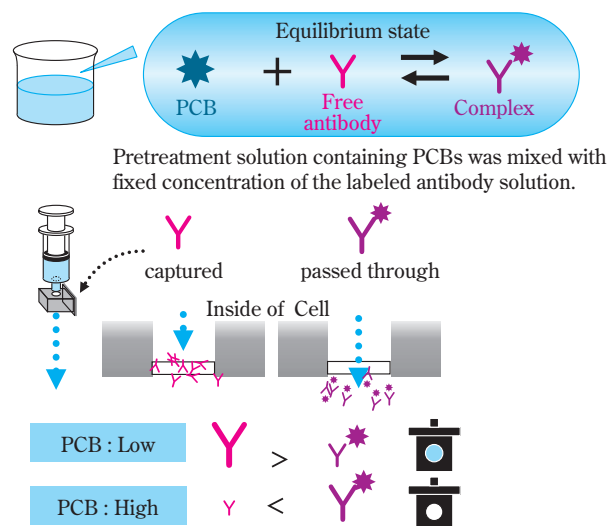 Equilibrium state
PCB + Free antibody Complex
Pretreatment solution containing PCBs was mixed with
fixed concentration of the labeled antibody solution.
captured
passed through
Inside of Cell
PCB : Low >
PCB : High <